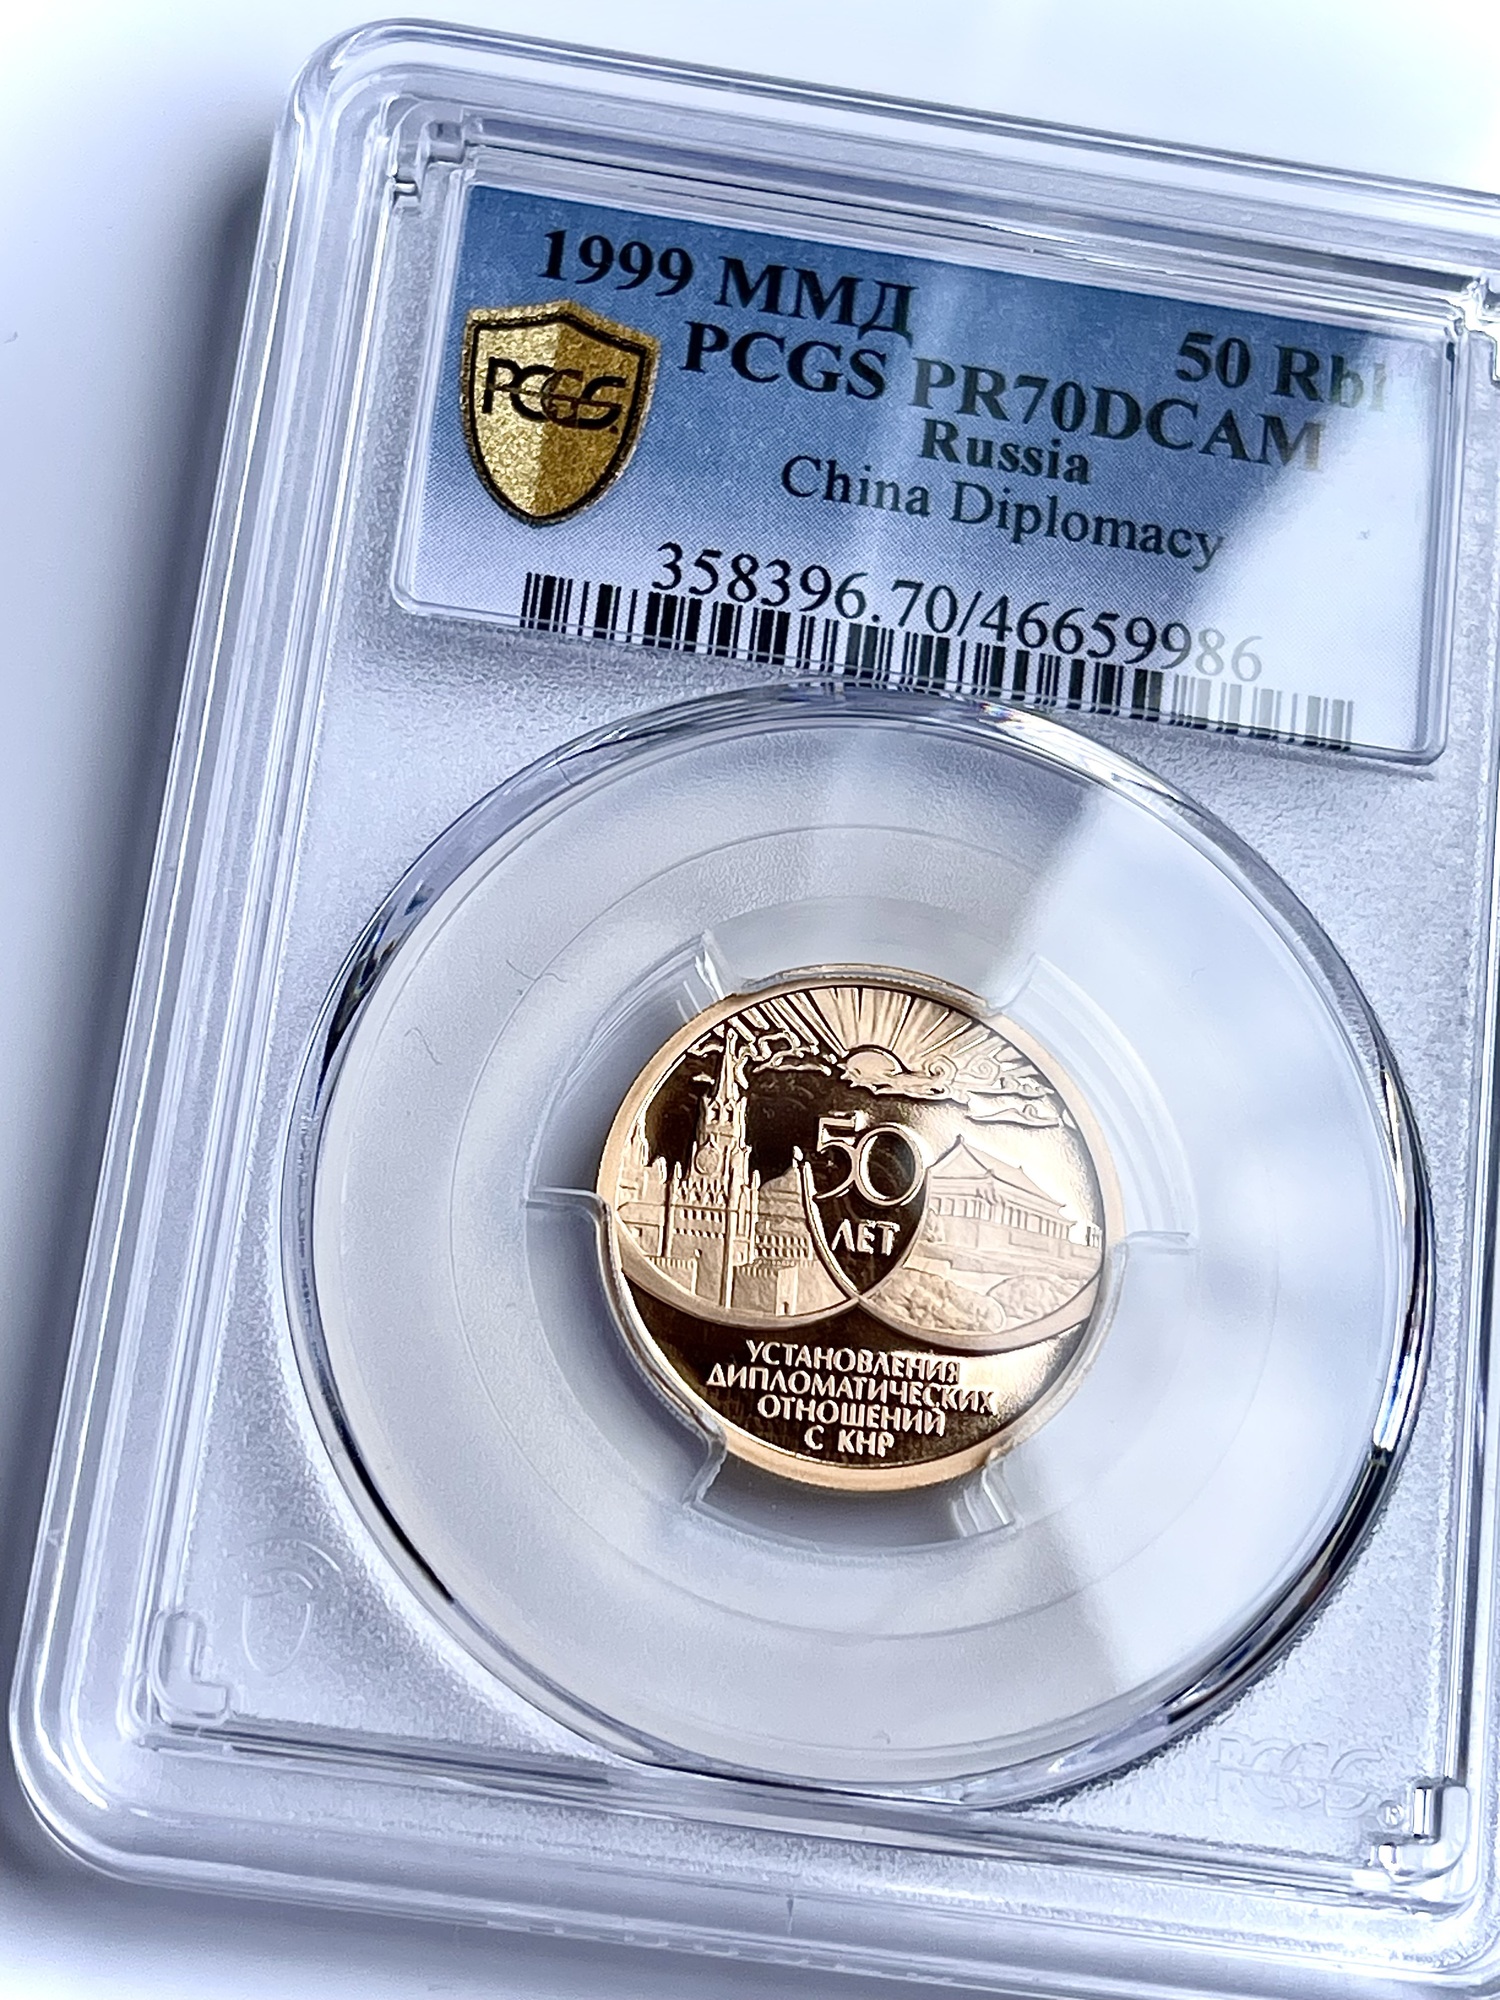 1999 ММД
50 Rbl
PCGS
PCGS PR70DCAM
Russia
China Diplomacy
358396.70/46659986
50
ЛЕТ
УСТАНОВЛЕНИЯ
ДИПЛОМАТИЧЕСКИХ
ОТНОШЕНИЙ
С КНР
PCGS